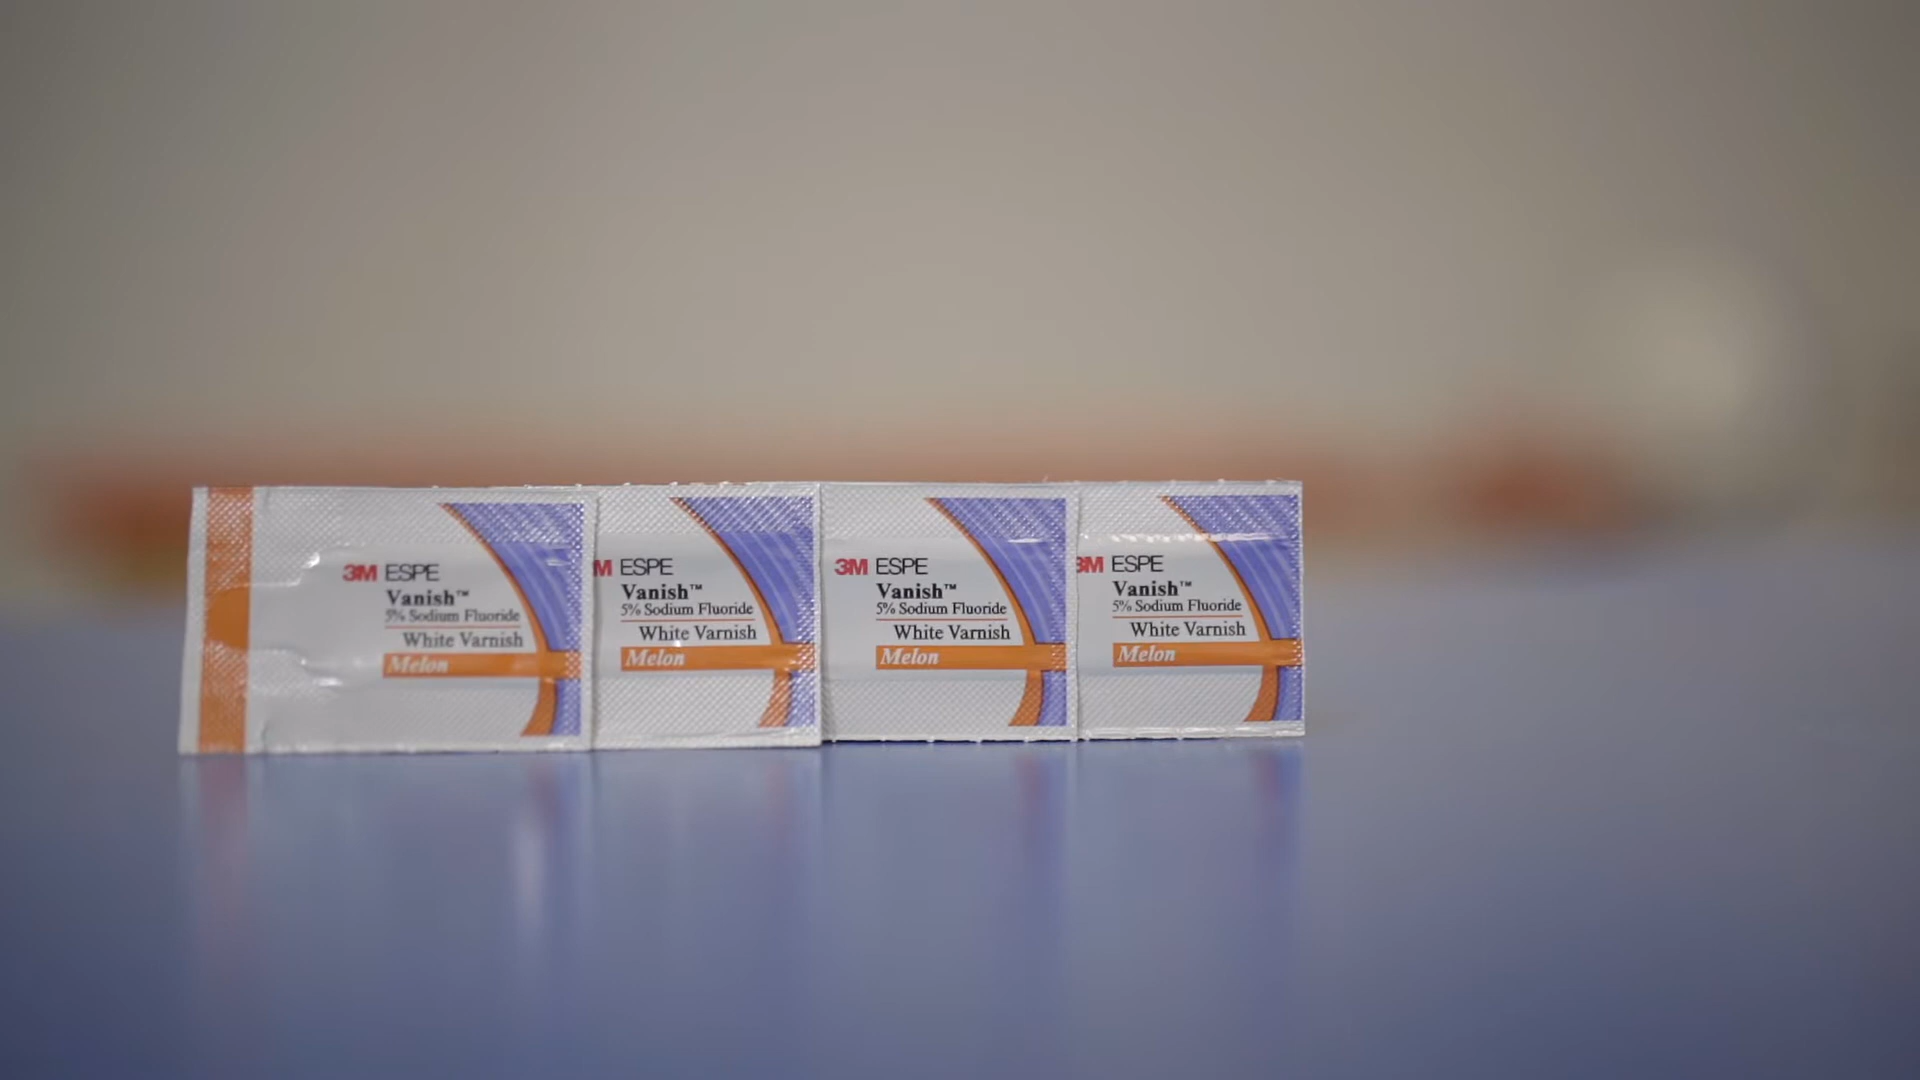 3M ESPE
Vanish™
5% Sodium Fluoride
White Varnish
Melon
M ESPE
Vanish™
5% Sodium Fluoride
White Varnish
Melon
3M ESPE
Vanish™
5% Sodium Fluoride
White Varnish
Melon
3M ESPE
Vanish™
5% Sodium Fluoride
White Varnish
Melon